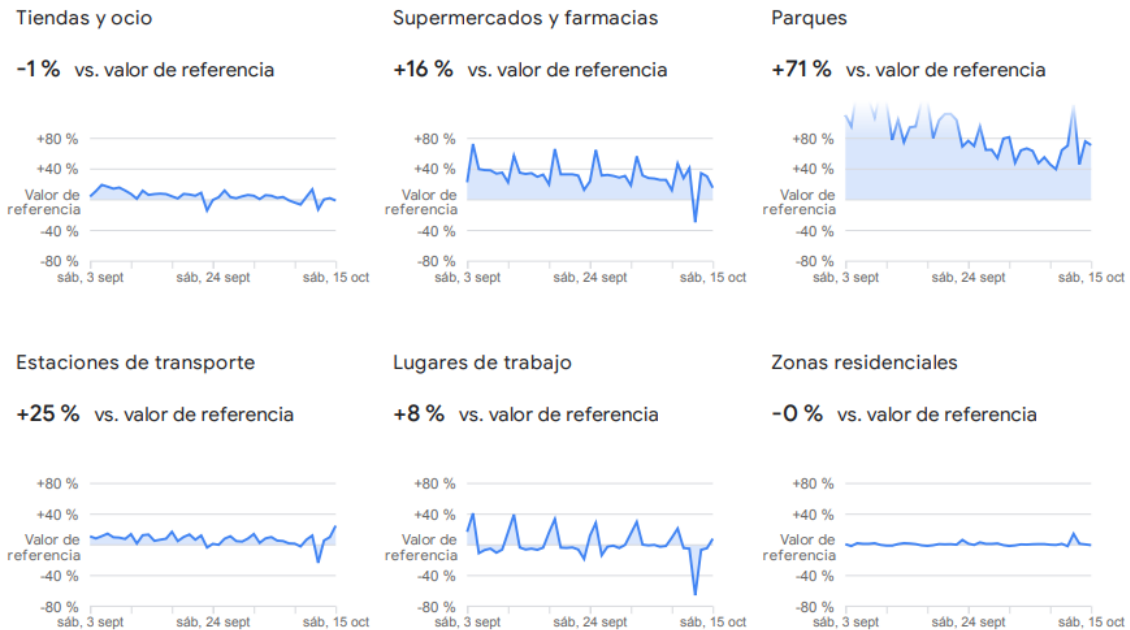 Tiendas y ocio
-1 % vs. valor de referencia
+80 %
+40 %
Valor de
referencia
-40 %
-80 %
sáb, 3 sept sáb, 24 sept sáb, 15 oct
Supermercados y farmacias
+16 % vs. valor de referencia
+80 %
+40 %
Valor de
referencia
-40 %
-80 %
sáb, 3 sept sáb, 24 sept sáb, 15 oct
Parques
+71 % vs. valor de referencia
+80 %
+40 %
Valor de
referencia
-40 %
-80 %
sáb, 3 sept sáb, 24 sept sáb, 15 oct
Estaciones de transporte
+25 % vs. valor de referencia
+80 %
+40 %
Valor de
referencia
-40 %
-80 %
sáb, 3 sept sáb, 24 sept sáb, 15 oct
Lugares de trabajo
+8 % vs. valor de referencia
+80 %
+40 %
Valor de
referencia
-40 %
-80 %
sáb, 3 sept sáb, 24 sept sáb, 15 oct
Zonas residenciales
-0 % vs. valor de referencia
+80 %
+40 %
Valor de
referencia
-40 %
-80 %
sáb, 3 sept sáb, 24 sept sáb, 15 oct